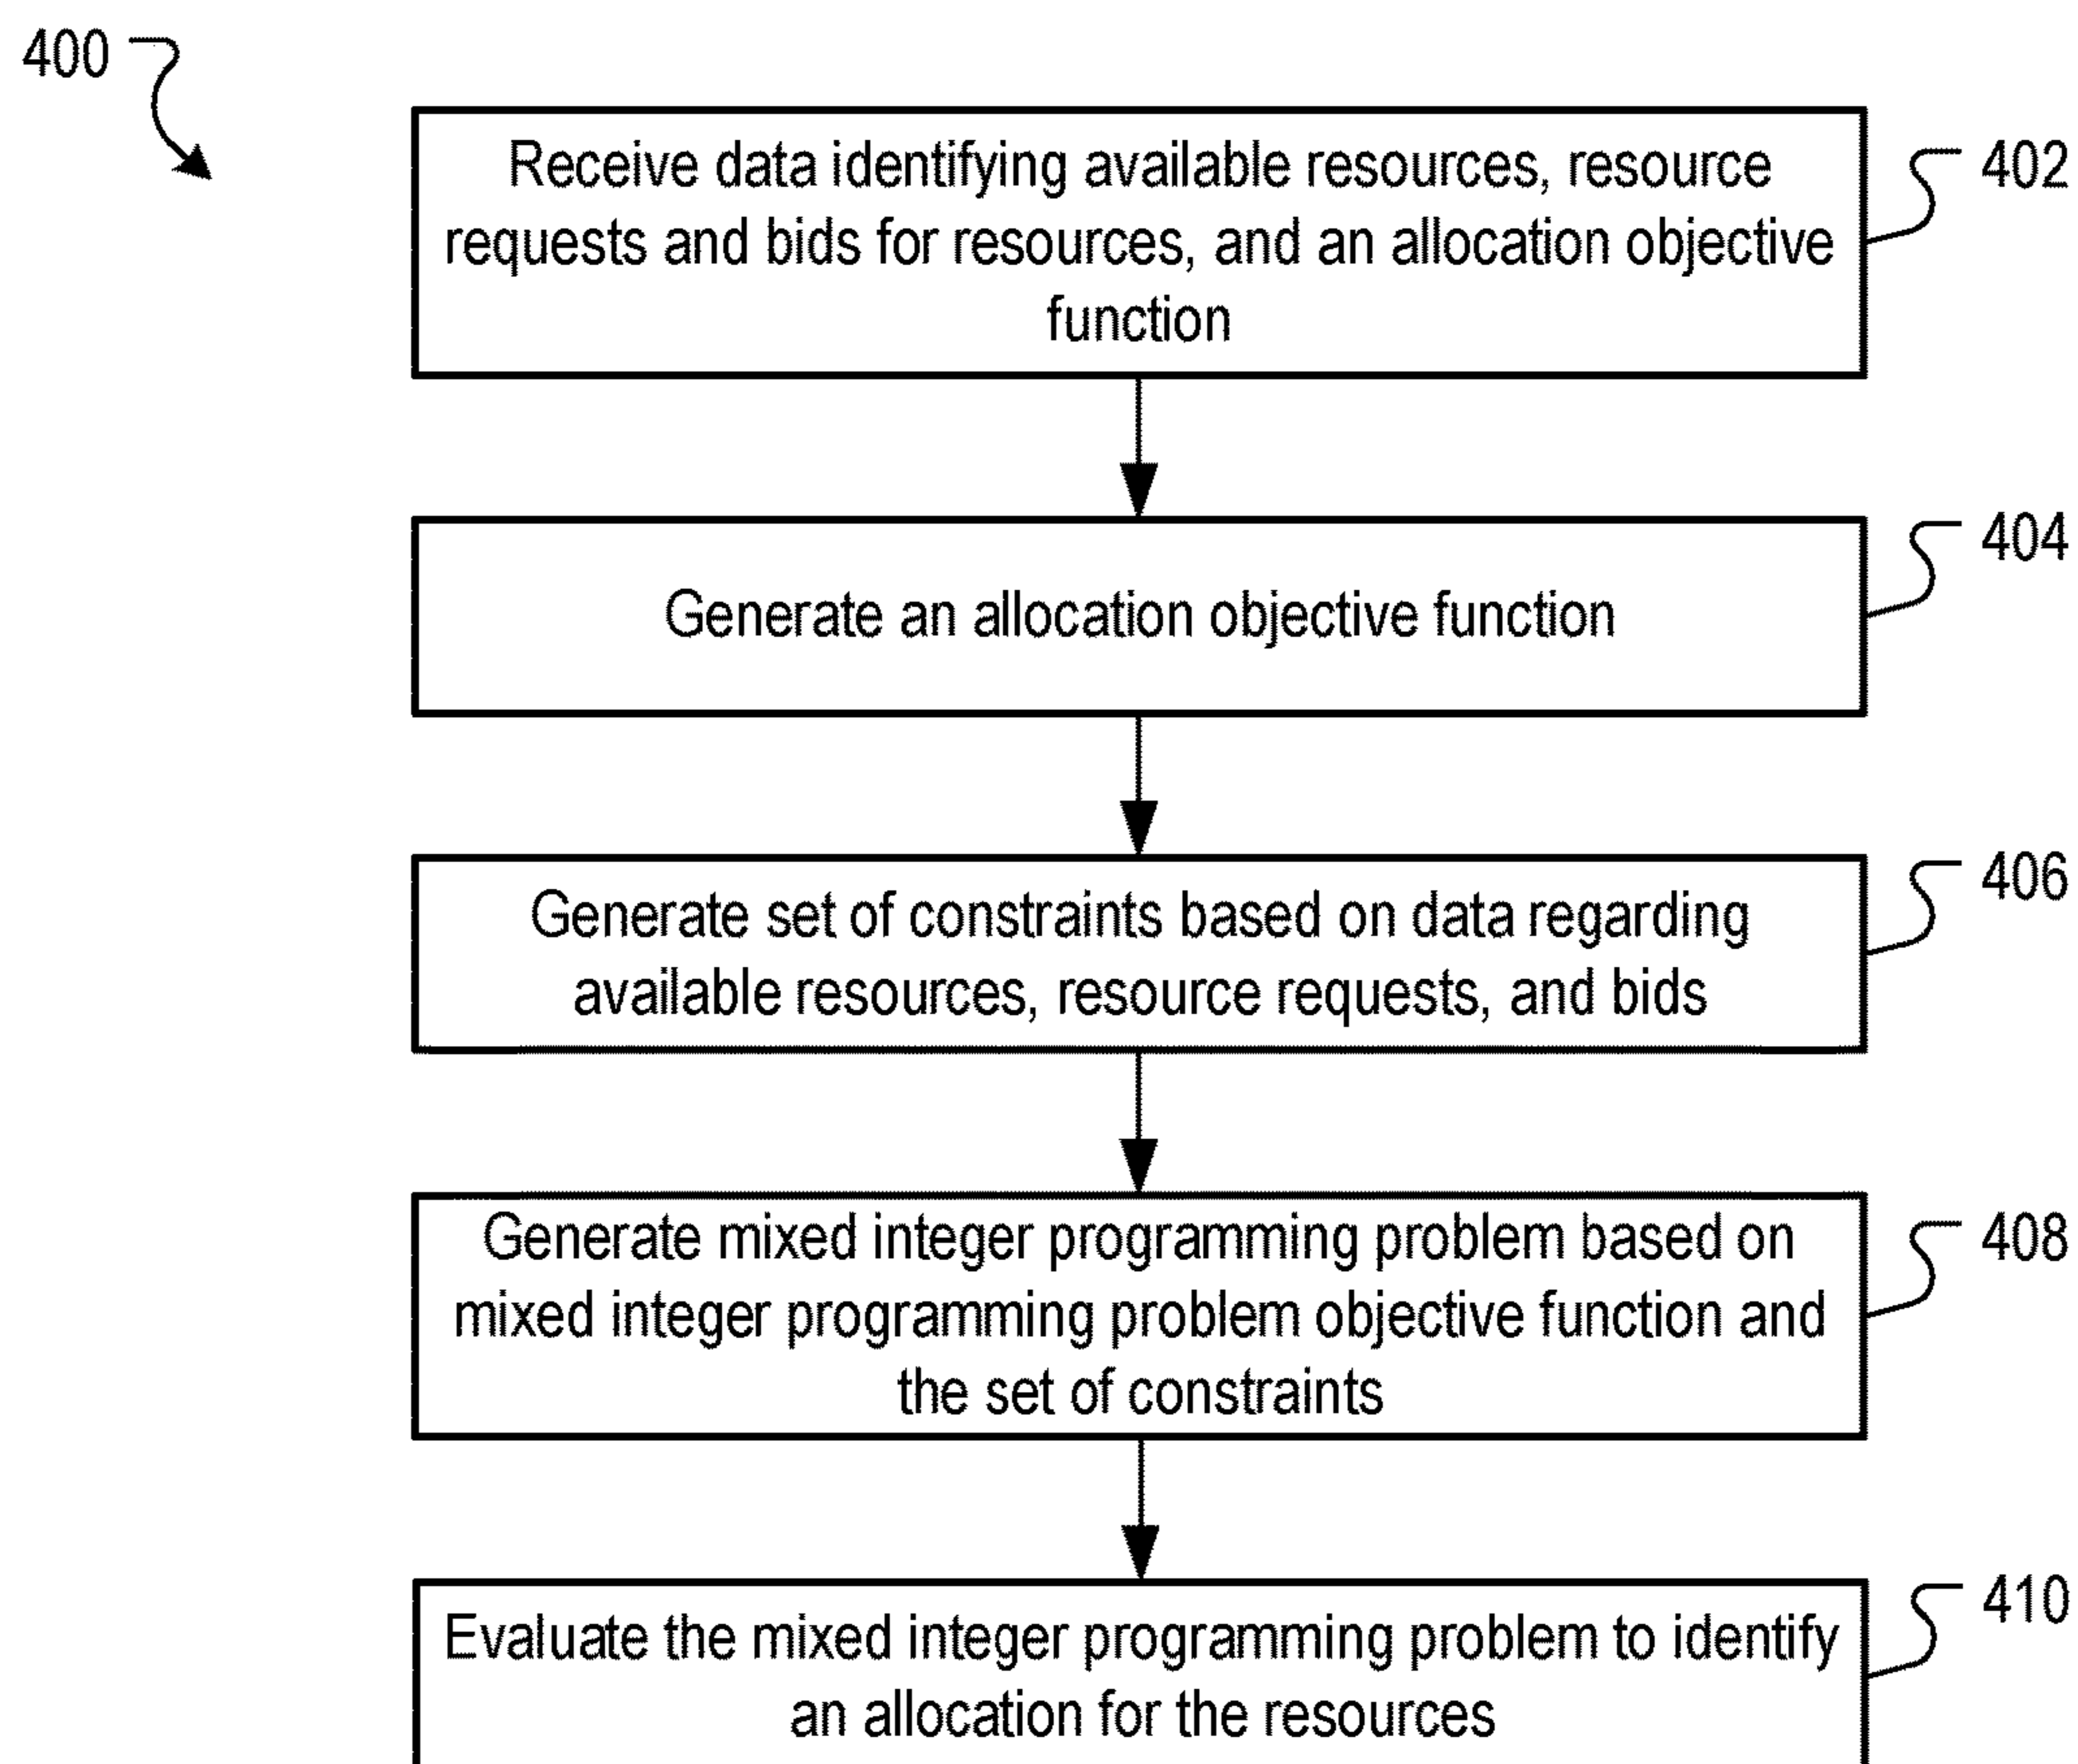 400
Receive data identifying available resources, resource
requests and bids for resources, and an allocation objective
function
402
Generate an allocation objective function
404
Generate set of constraints based on data regarding
available resources, resource requests, and bids
406
Generate mixed integer programming problem based on
mixed integer programming problem objective function and
the set of constraints
408
Evaluate the mixed integer programming problem to identify
an allocation for the resources
410